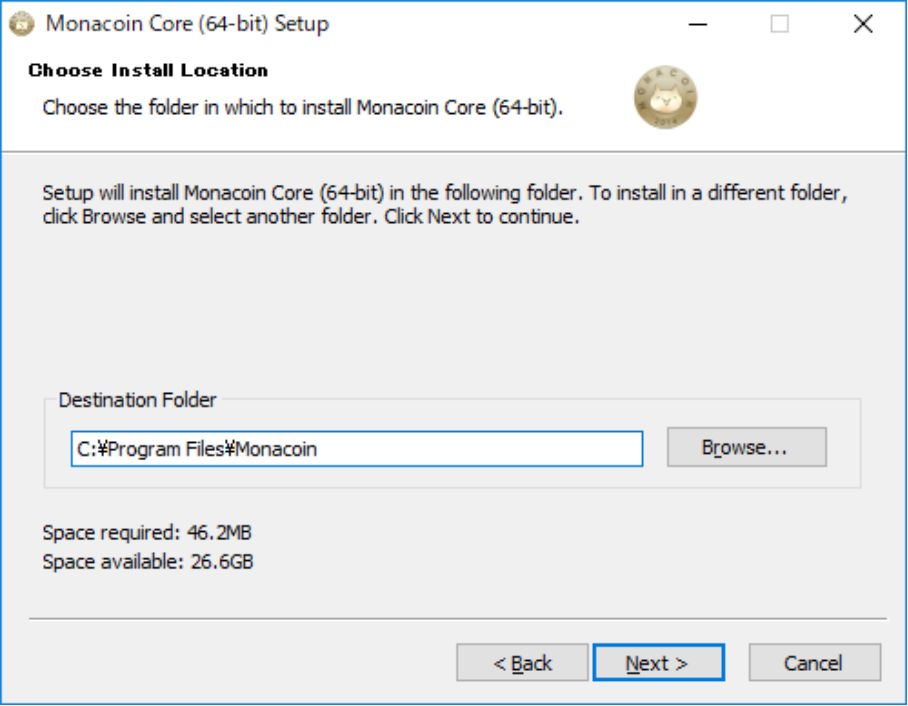 Monacoin Core (64-bit) Setup
Choose Install Location
Choose the folder in which to install Monacoin Core (64-bit).
MONACOIN
2014
Setup will install Monacoin Core (64-bit) in the following folder. To install in a different folder,
click Browse and select another folder. Click Next to continue.
Destination Folder
C:¥Program Files¥Monacoin
Browse...
Space required: 46.2MB
Space available: 26.6GB
< Back
Next >
Cancel